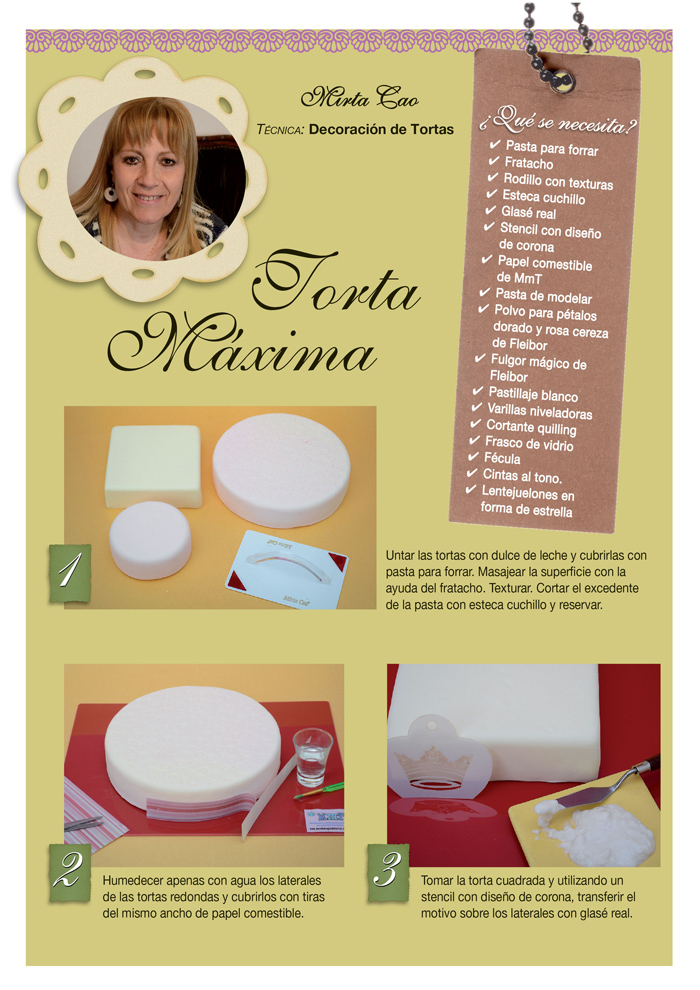 Mirta Cao
Técnica: Decoración de Tortas
¿Qué se necesita?
✔ Pasta para forrar
✔ Fratacho
✔ Rodillo con texturas
✔ Esteca cuchillo
✔ Glasé real
✔ Stencil con diseño
de corona
✔ Papel comestible
de MmT
✔ Pasta de modelar
✔ Polvo para pétalos
dorado y rosa cereza
de Fleibor
✔ Fulgor mágico de
Fleibor
✔ Pastillaje blanco
✔ Varillas niveladoras
✔ Cortante quilling
✔ Frasco de vidrio
✔ Fécula
✔ Cintas al tono.
✔ Lentejuelones en
forma de estrella
Torta
Máxima
Mirta Cao
Mirta Cao
1
Untar las tortas con dulce de leche y cubrirlas con
pasta para forrar. Masajear la superficie con la
ayuda del fratacho. Texturar. Cortar el excedente
de la pasta con esteca cuchillo y reservar.
2
Humedecer apenas con agua los laterales
de las tortas redondas y cubrirlos con tiras
del mismo ancho de papel comestible.
3
Tomar la torta cuadrada y utilizando un
stencil con diseño de corona, transferir el
motivo sobre los laterales con glasé real.